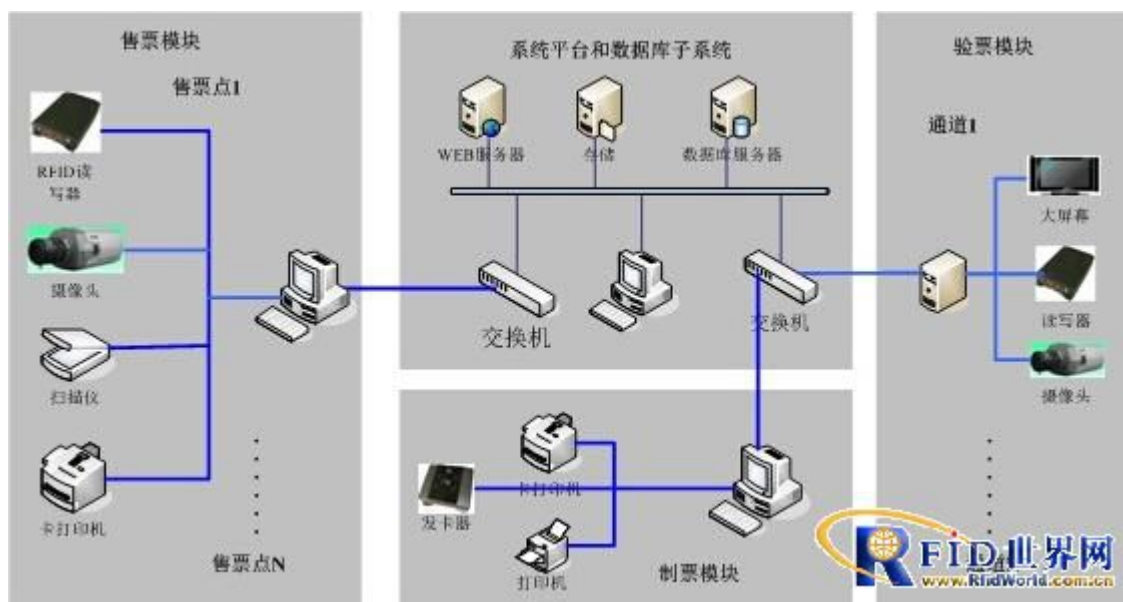 售票模块
售票点1
RFID读
写器
摄像头
扫描仪
卡打印机
售票点N
系统平台和数据库子系统
WEB服务器
存储
数据库服务器
交换机
交换机
卡打印机
发卡器
打印机
制票模块
验票模块
通道1
大屏幕
读写器
摄像头
RFID世界网
www.RfidWorld.com.cn